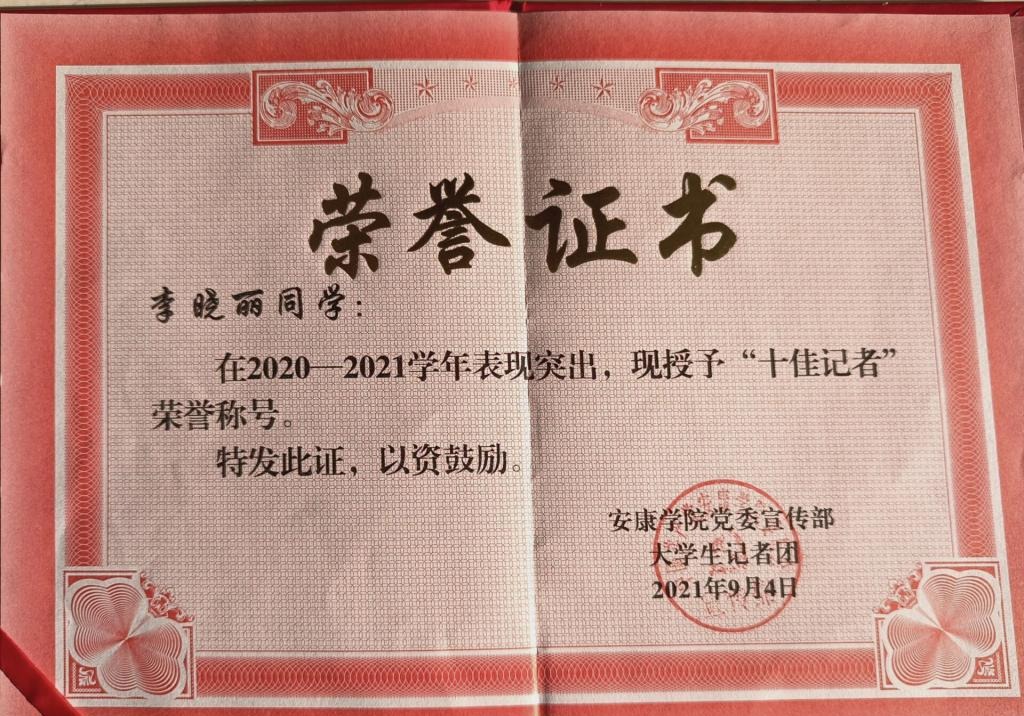 荣誉证书
李晓丽同学：
在2020—2021学年表现突出，现授予“十佳记者”
荣誉称号。
特发此证，以资鼓励。
安康学院党委宣传部
大学生记者团
2021年9月4日